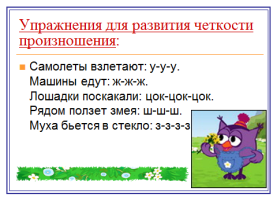 Упражнения для развития четкости
произношения:
Самолеты взлетают: у-у-у.
Машины едут: ж-ж-ж.
Лошадки поскакали: цок-цок-цок.
Рядом ползет змея: ш-ш-ш.
Муха бьется в стекло: з-з-з-з